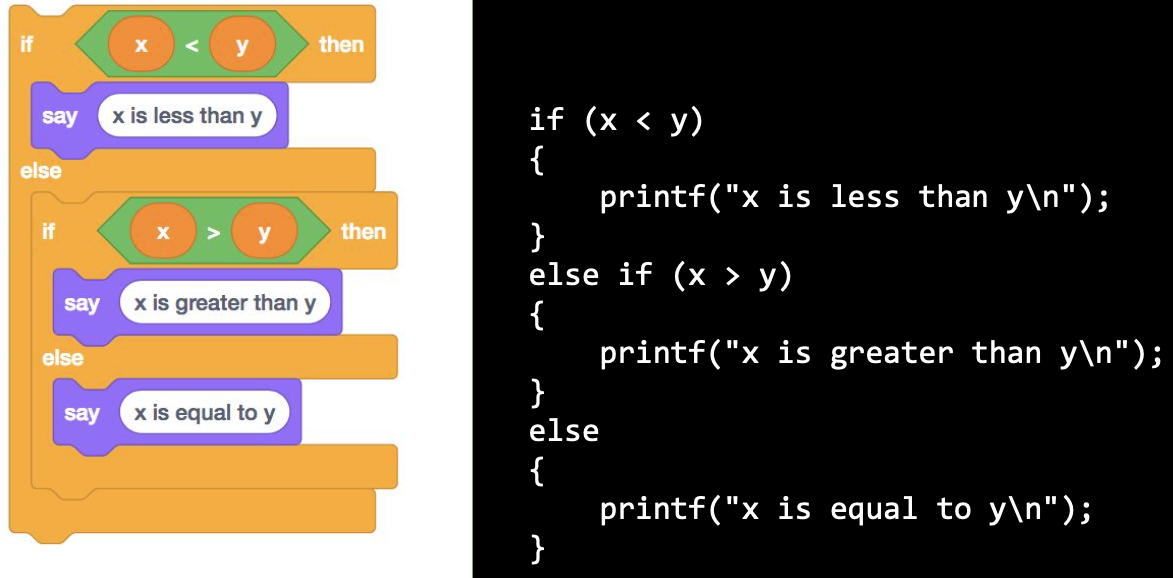 if x < y then
say x is less than y
else
if x > y then
say x is greater than y
else
say x is equal to y
if (x < y)
{
    printf("x is less than y\n");
}
else if (x > y)
{
    printf("x is greater than y\n");
}
else
{
    printf("x is equal to y\n");
}